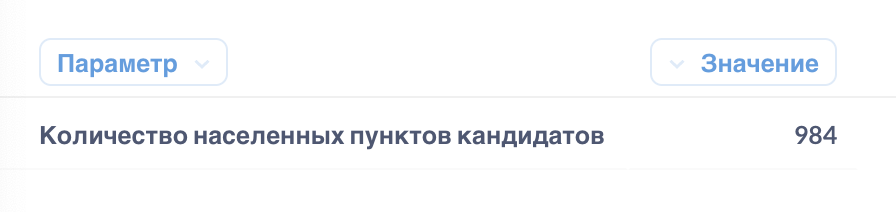 Параметр
Значение
Количество населенных пунктов кандидатов 984